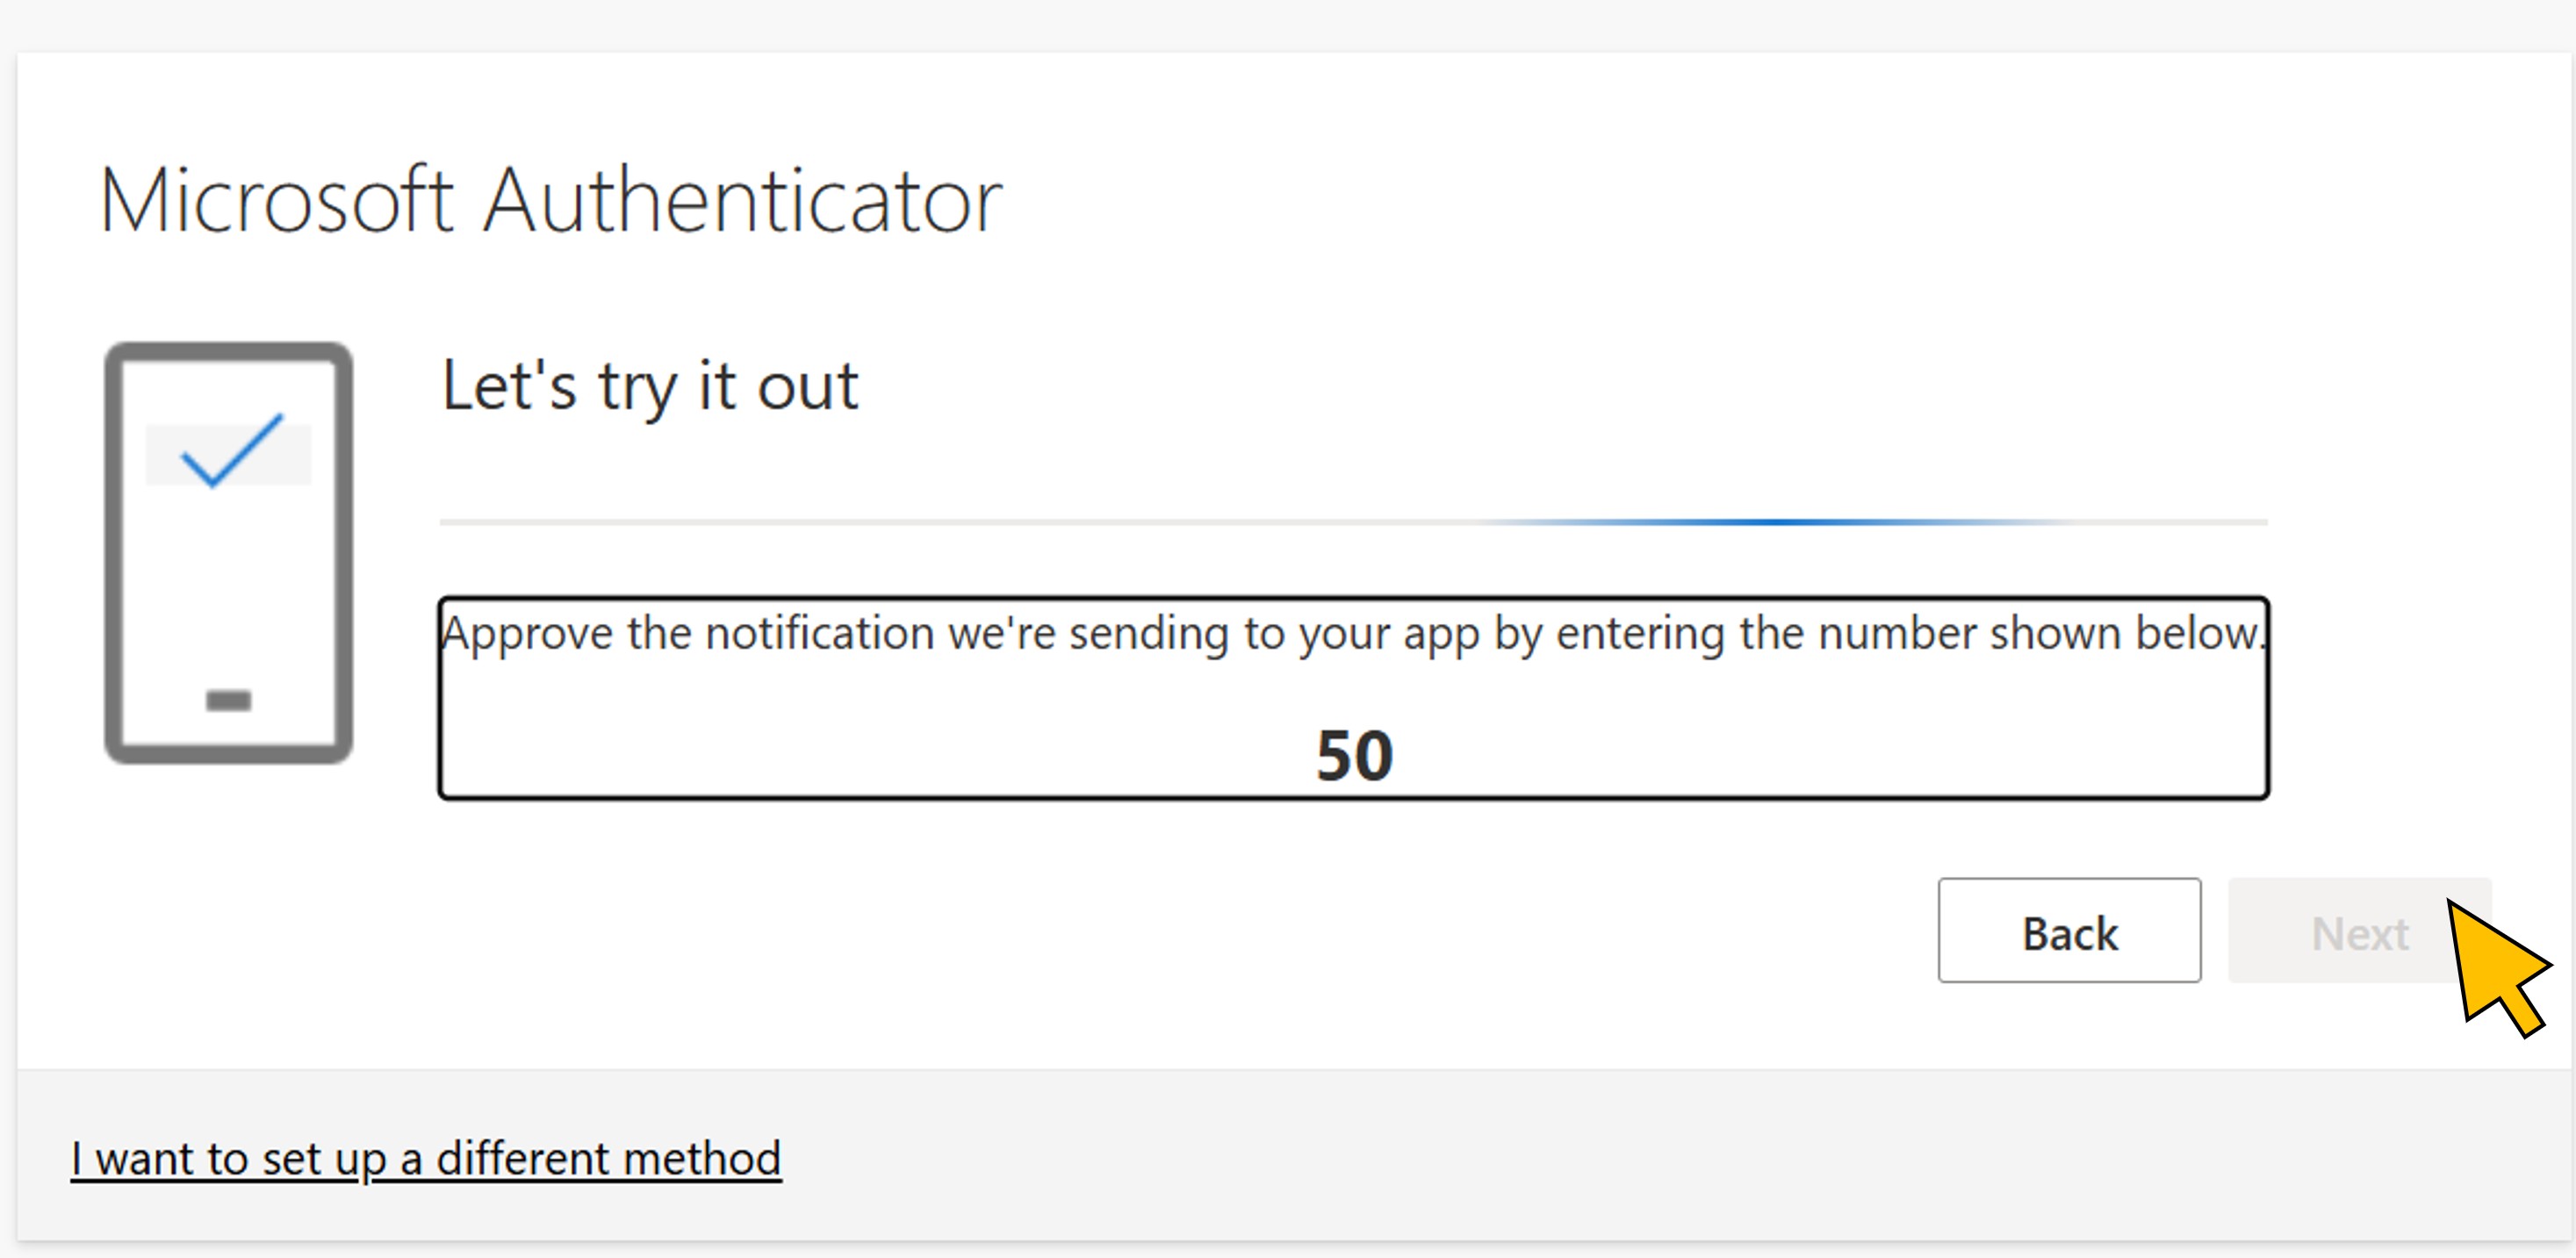 Microsoft Authenticator
Let's try it out
Approve the notification we're sending to your app by entering the number shown below.
50
Back
Next
I want to set up a different method